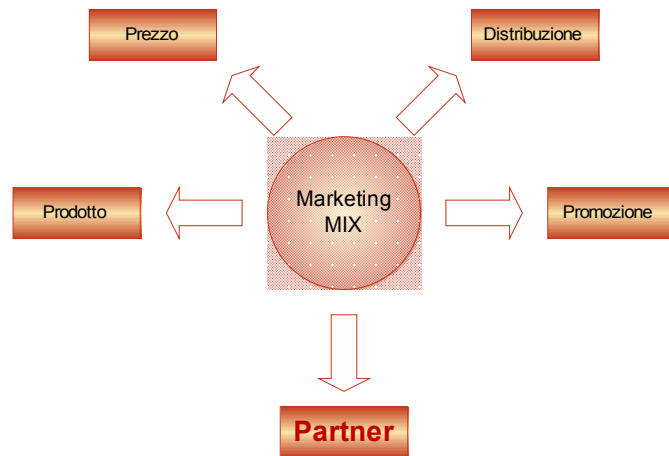 Prezzo
Distribuzione
Marketing
MIX
Prodotto
Promozione
Partner